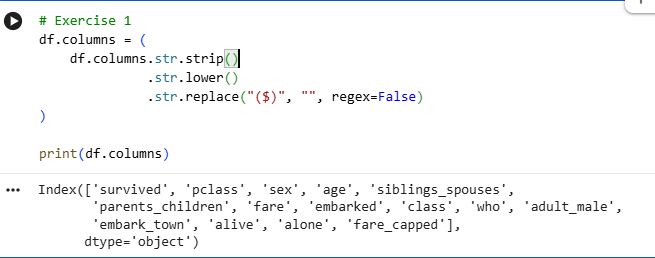 # Exercise 1
df.columns = (
    df.columns.str.strip()
              .str.lower()
              .str.replace("($)", "", regex=False)
)
print(df.columns)
Index(['survived', 'pclass', 'sex', 'age', 'siblings_spouses',
       'parents_children', 'fare', 'embarked', 'class', 'who', 'adult_male',
       'embark_town', 'alive', 'alone', 'fare_capped'],
      dtype='object')